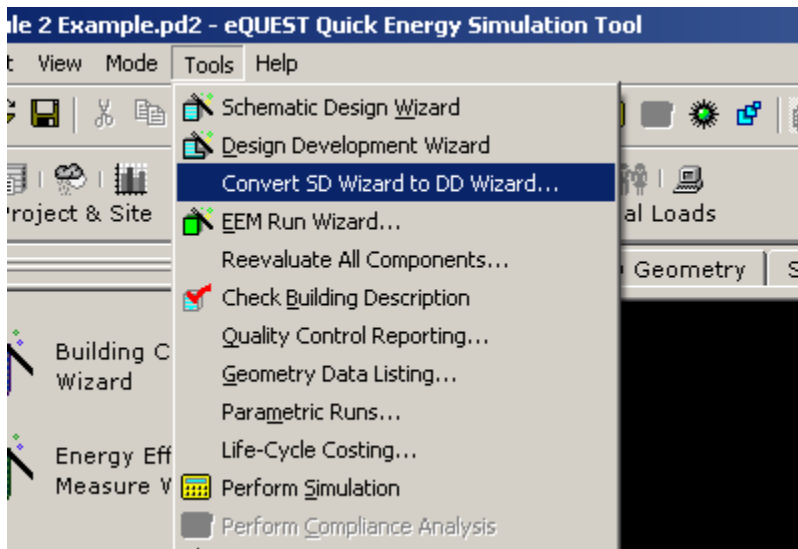 le 2 Example.pd2 - eQUEST Quick Energy Simulation Tool
View Mode Tools Help
Schematic Design Wizard
Design Development Wizard
Convert SD Wizard to DD Wizard...
EEM Run Wizard...
Reevaluate All Components...
Check Building Description
Quality Control Reporting...
Geometry Data Listing...
Parametric Runs...
Life-Cycle Costing...
Perform Simulation
Perform Compliance Analysis
roject & Site
al Loads
Geometry
S
Building C
Wizard
Energy Eff
Measure